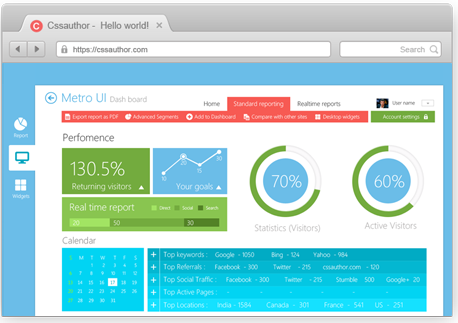 Cssauthor - Hello world!
https://cssauthor.com
Search
Metro UI Dash board
Home
Standard reporting
Realtime reports
User name
Export report as PDF
Advanced Segments
Add to Dashboard
Compare with other sites
Desktop widgets
Account settings
Report
Widgets
Perfomence
130.5%
Returning visitors
10
20
15
30
Your goals
Real time report
Direct
Social
Search
20
50
30
70%
Statistics (Visitors)
60%
Active Visitors
Calendar
S M T W T F S
Top keywords : Google - 1050 Bing - 124 Yahoo - 984
Top Referrals : Facebook - 300 Twitter - 215 cssauthor.com - 120
Top Social Traffic : Facebook - 300 Twitter - 215 Stumble 500 Google+ 20
Top Active Pages : - - - -
Top Locations : India - 1584 Canada - 301 France - 541 US - 251